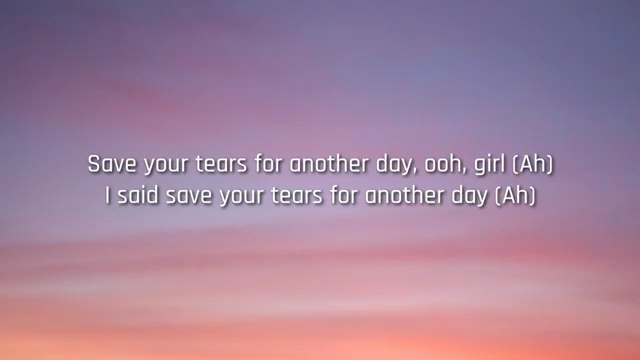 Save your tears for another day, ooh, girl (Ah)
I said save your tears for another day (Ah)